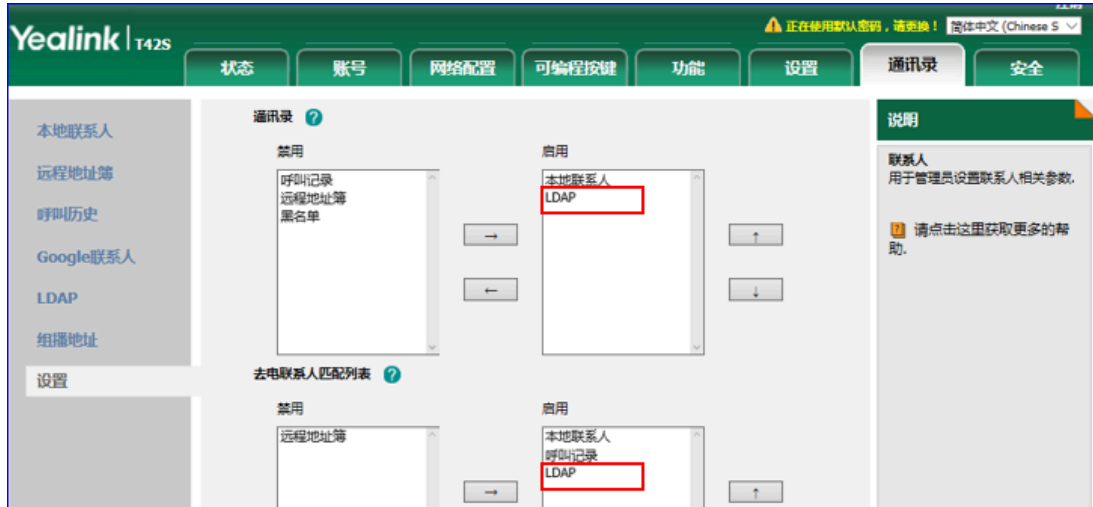 Yealink | T42S
正在使用默认密码，请更换！
简体中文 (Chinese S
状态
账号
网络配置
可编程按键
功能
设置
通讯录
安全
本地联系人
远程地址簿
呼叫历史
Google联系人
LDAP
组播地址
设置
通讯录
禁用
呼叫记录
远程地址簿
黑名单
→
←
启用
本地联系人
LDAP
↑
↓
去电联系人匹配列表
禁用
远程地址簿
→
启用
本地联系人
呼叫记录
LDAP
↑
说明
联系人
用于管理员设置联系人相关参数.
请点击这里获取更多的帮
助.